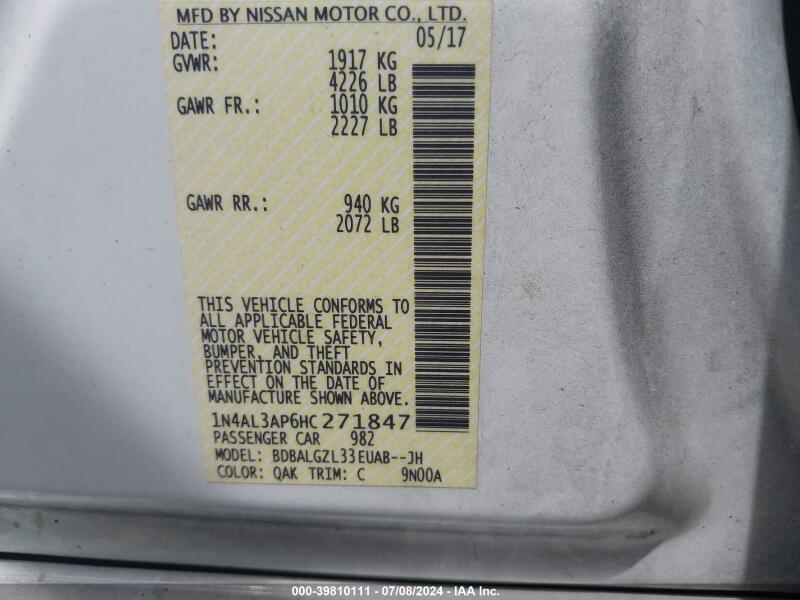 MFD BY NISSAN MOTOR CO., LTD.
DATE: 05/17
GVWR: 1917 KG
4226 LB
GAWR FR.: 1010 KG
2227 LB
GAWR RR.: 940 KG
2072 LB
THIS VEHICLE CONFORMS TO
ALL APPLICABLE FEDERAL
MOTOR VEHICLE SAFETY,
BUMPER, AND THEFT
PREVENTION STANDARDS IN
EFFECT ON THE DATE OF
MANUFACTURE SHOWN ABOVE.
1N4AL3AP6HC271847
PASSENGER CAR 982
MODEL: BDBALGZL33EUAB--JH
COLOR: QAK TRIM: C 9N00A
000-39810111 - 07/08/2024 - IAA Inc.